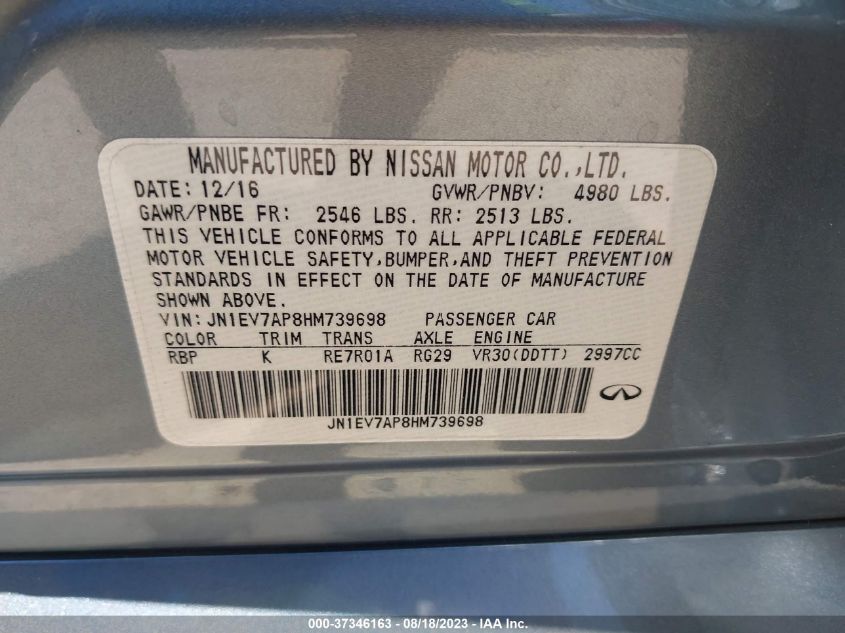 MANUFACTURED BY NISSAN MOTOR CO.,LTD.
DATE: 12/16 GVWR/PNBV: 4980 LBS.
GAWR/PNBE FR: 2546 LBS. RR: 2513 LBS.
THIS VEHICLE CONFORMS TO ALL APPLICABLE FEDERAL
MOTOR VEHICLE SAFETY,BUMPER,AND THEFT PREVENTION
STANDARDS IN EFFECT ON THE DATE OF MANUFACTURE
SHOWN ABOVE.
VIN: JN1EV7AP8HM739698 PASSENGER CAR
COLOR TRIM TRANS AXLE ENGINE
RBP K RE7R01A RG29 VR30(DDTT) 2997CC
JN1EV7AP8HM739698
000-37346163 - 08/18/2023 - IAA Inc.